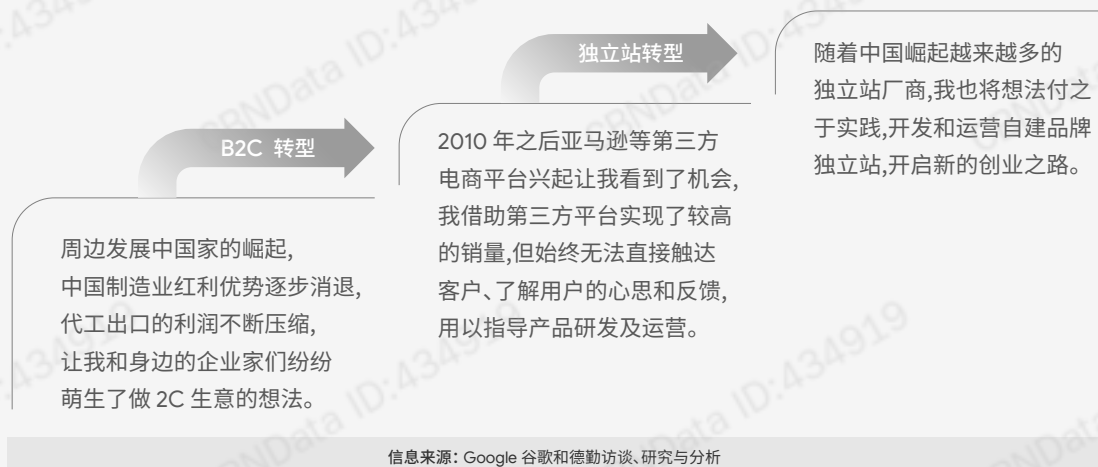 独立站转型
随着中国崛起越来越多的
独立站厂商,我也将想法付之
于实践,开发和运营自建品牌
独立站,开启新的创业之路。
B2C 转型
2010 年之后亚马逊等第三方
电商平台兴起让我看到了机会,
我借助第三方平台实现了较高
的销量,但始终无法直接触达
客户、了解用户的心思和反馈,
用以指导产品研发及运营。
周边发展中国家的崛起,
中国制造业红利优势逐步消退,
代工出口的利润不断压缩,
让我和身边的企业家们纷纷
萌生了做 2C 生意的想法。
信息来源: Google 谷歌和德勤访谈、研究与分析
CBNData ID:434919